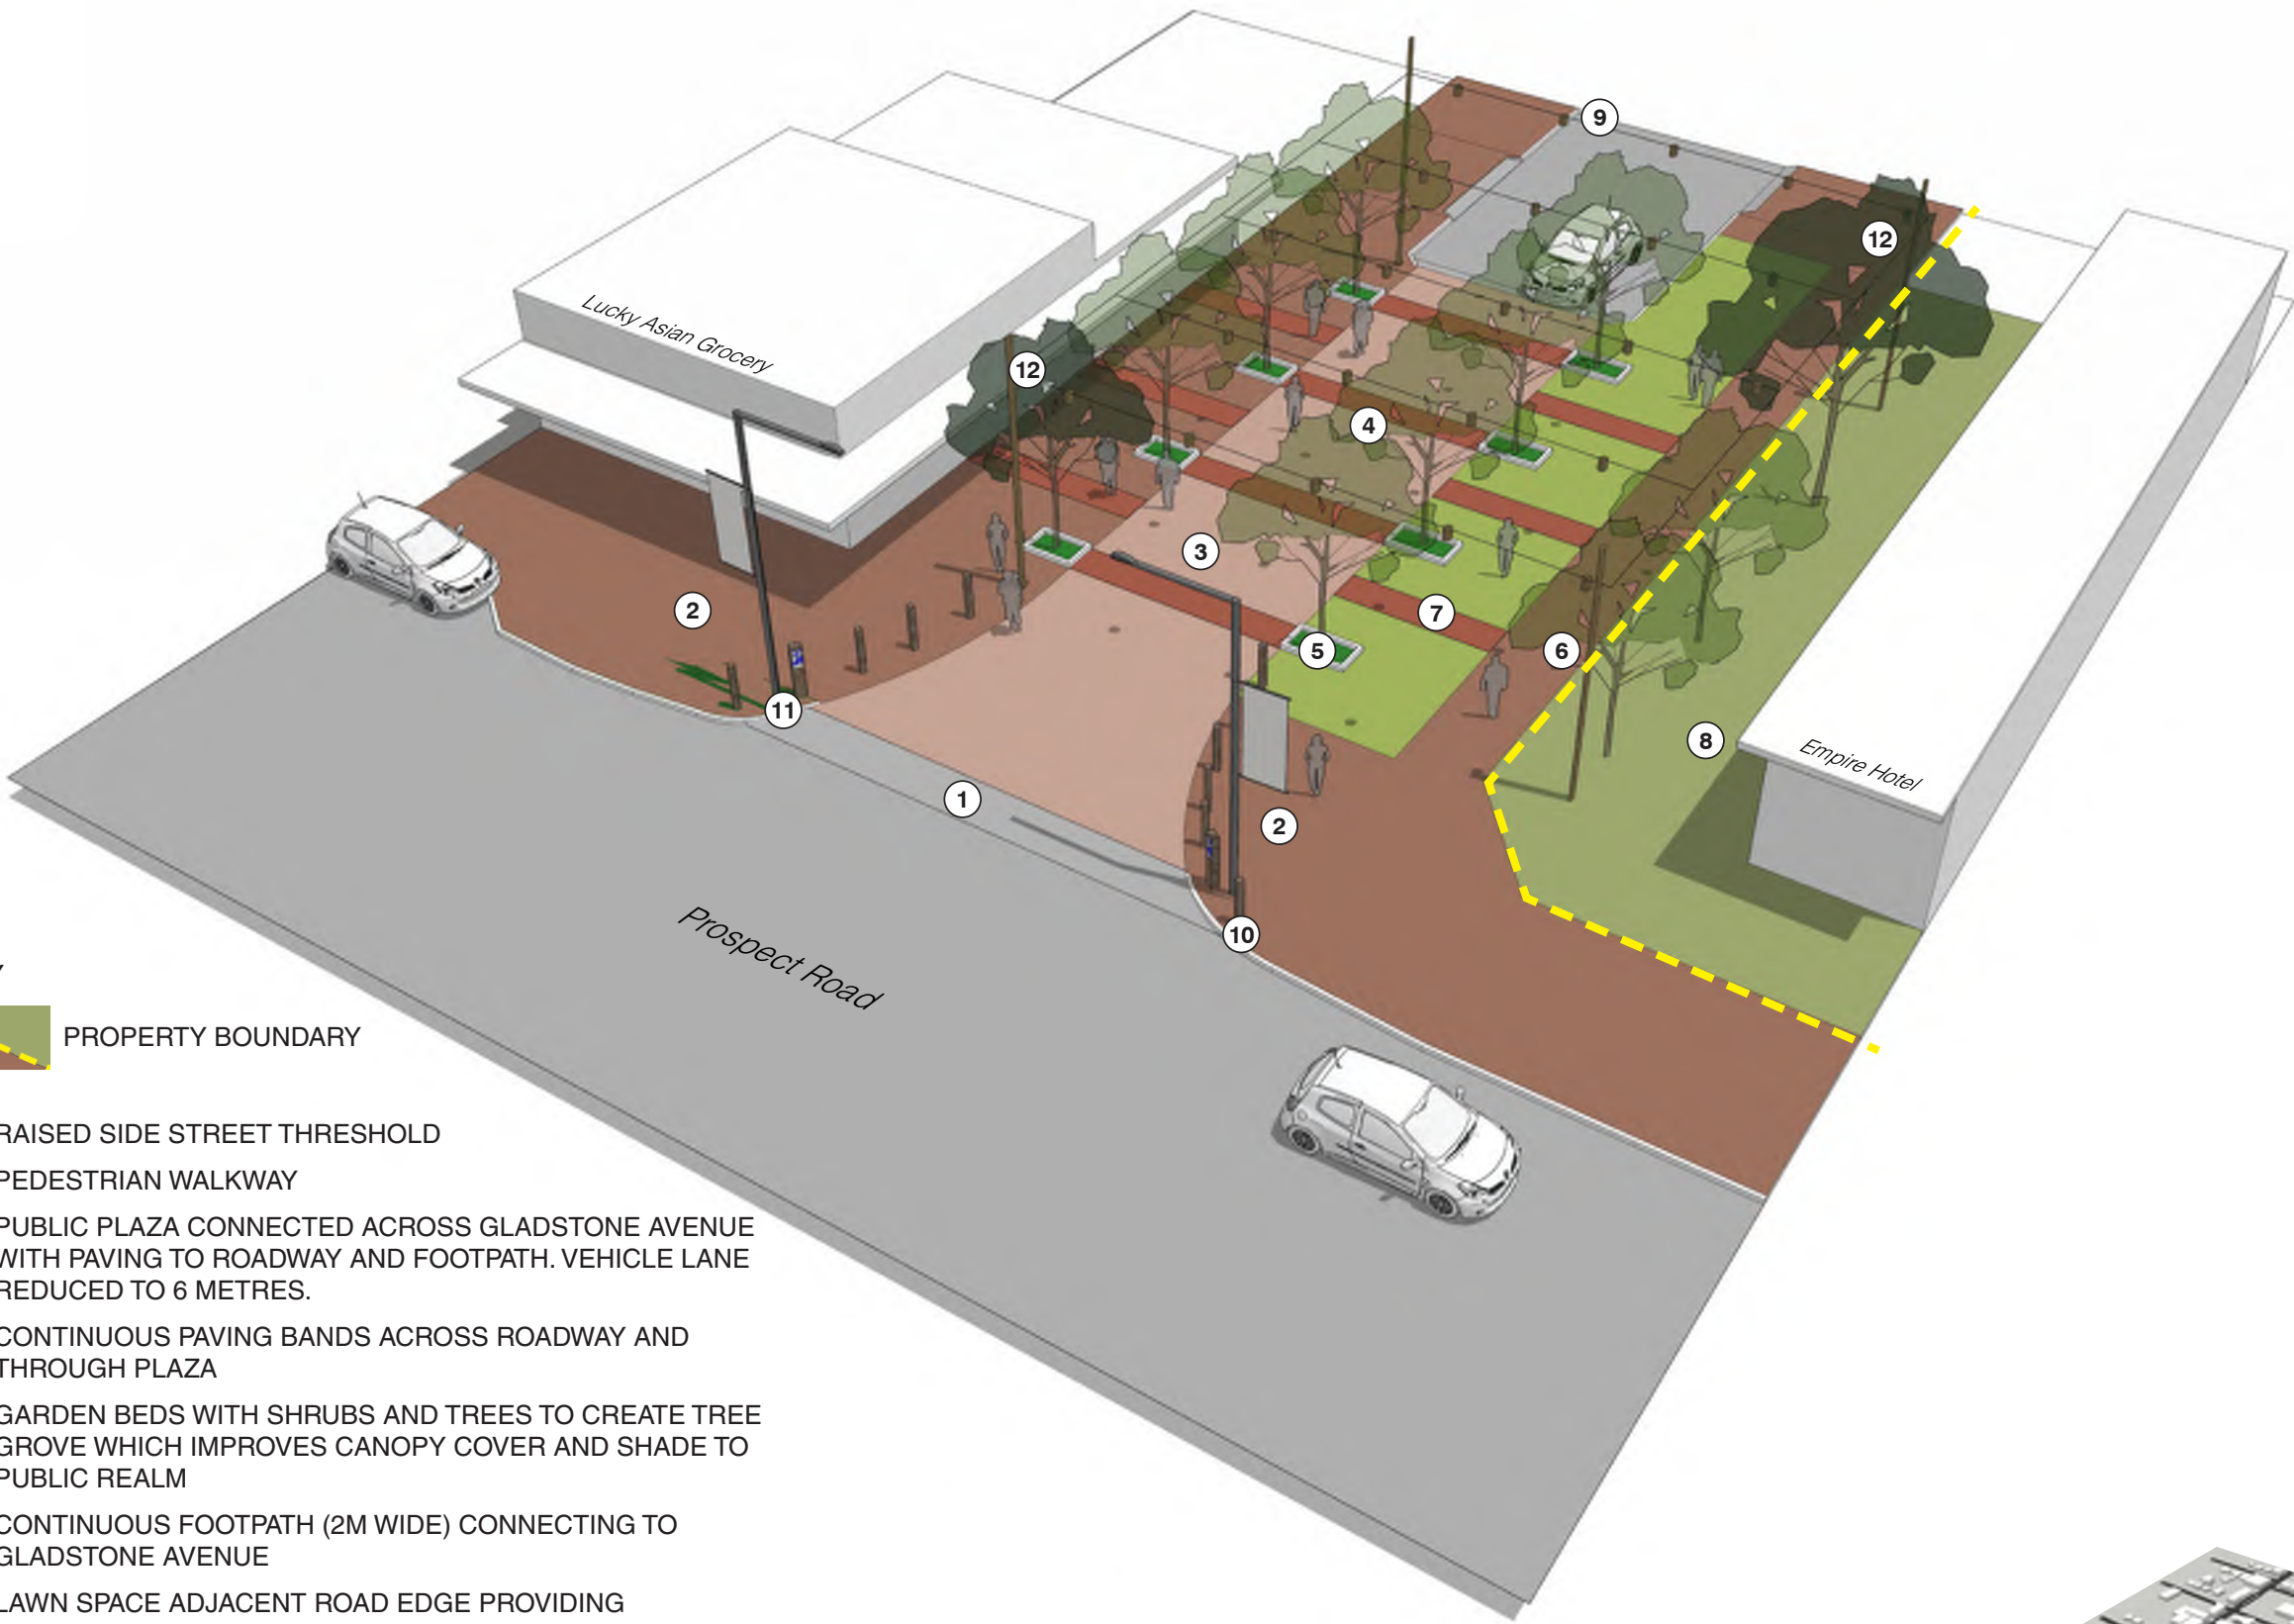 9
12
Lucky Asian Grocery
12
4
3
2
7
5
6
11
8
Empire Hotel
1
2
10
Prospect Road
Y
PROPERTY BOUNDARY
RAISED SIDE STREET THRESHOLD
PEDESTRIAN WALKWAY
PUBLIC PLAZA CONNECTED ACROSS GLADSTONE AVENUE
WITH PAVING TO ROADWAY AND FOOTPATH. VEHICLE LANE
REDUCED TO 6 METRES.
CONTINUOUS PAVING BANDS ACROSS ROADWAY AND
THROUGH PLAZA
GARDEN BEDS WITH SHRUBS AND TREES TO CREATE TREE
GROVE WHICH IMPROVES CANOPY COVER AND SHADE TO
PUBLIC REALM
CONTINUOUS FOOTPATH (2M WIDE) CONNECTING TO
GLADSTONE AVENUE
LAWN SPACE ADJACENT ROAD EDGE PROVIDING